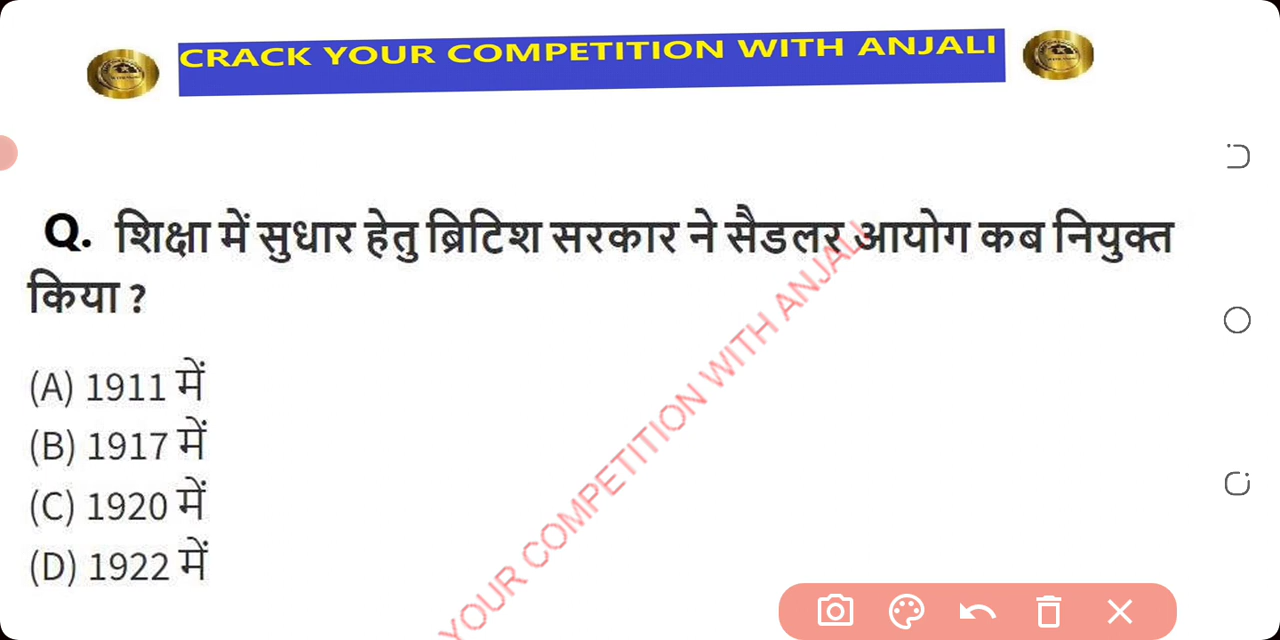 CRACK YOUR COMPETITION WITH ANJALI
Q. शिक्षा में सुधार हेतु ब्रिटिश सरकार ने सैडलर आयोग कब नियुक्त
किया ?
(A) 1911 में
(B) 1917 में
(C) 1920 में
(D) 1922 में
YOUR COMPETITION WITH ANJALI